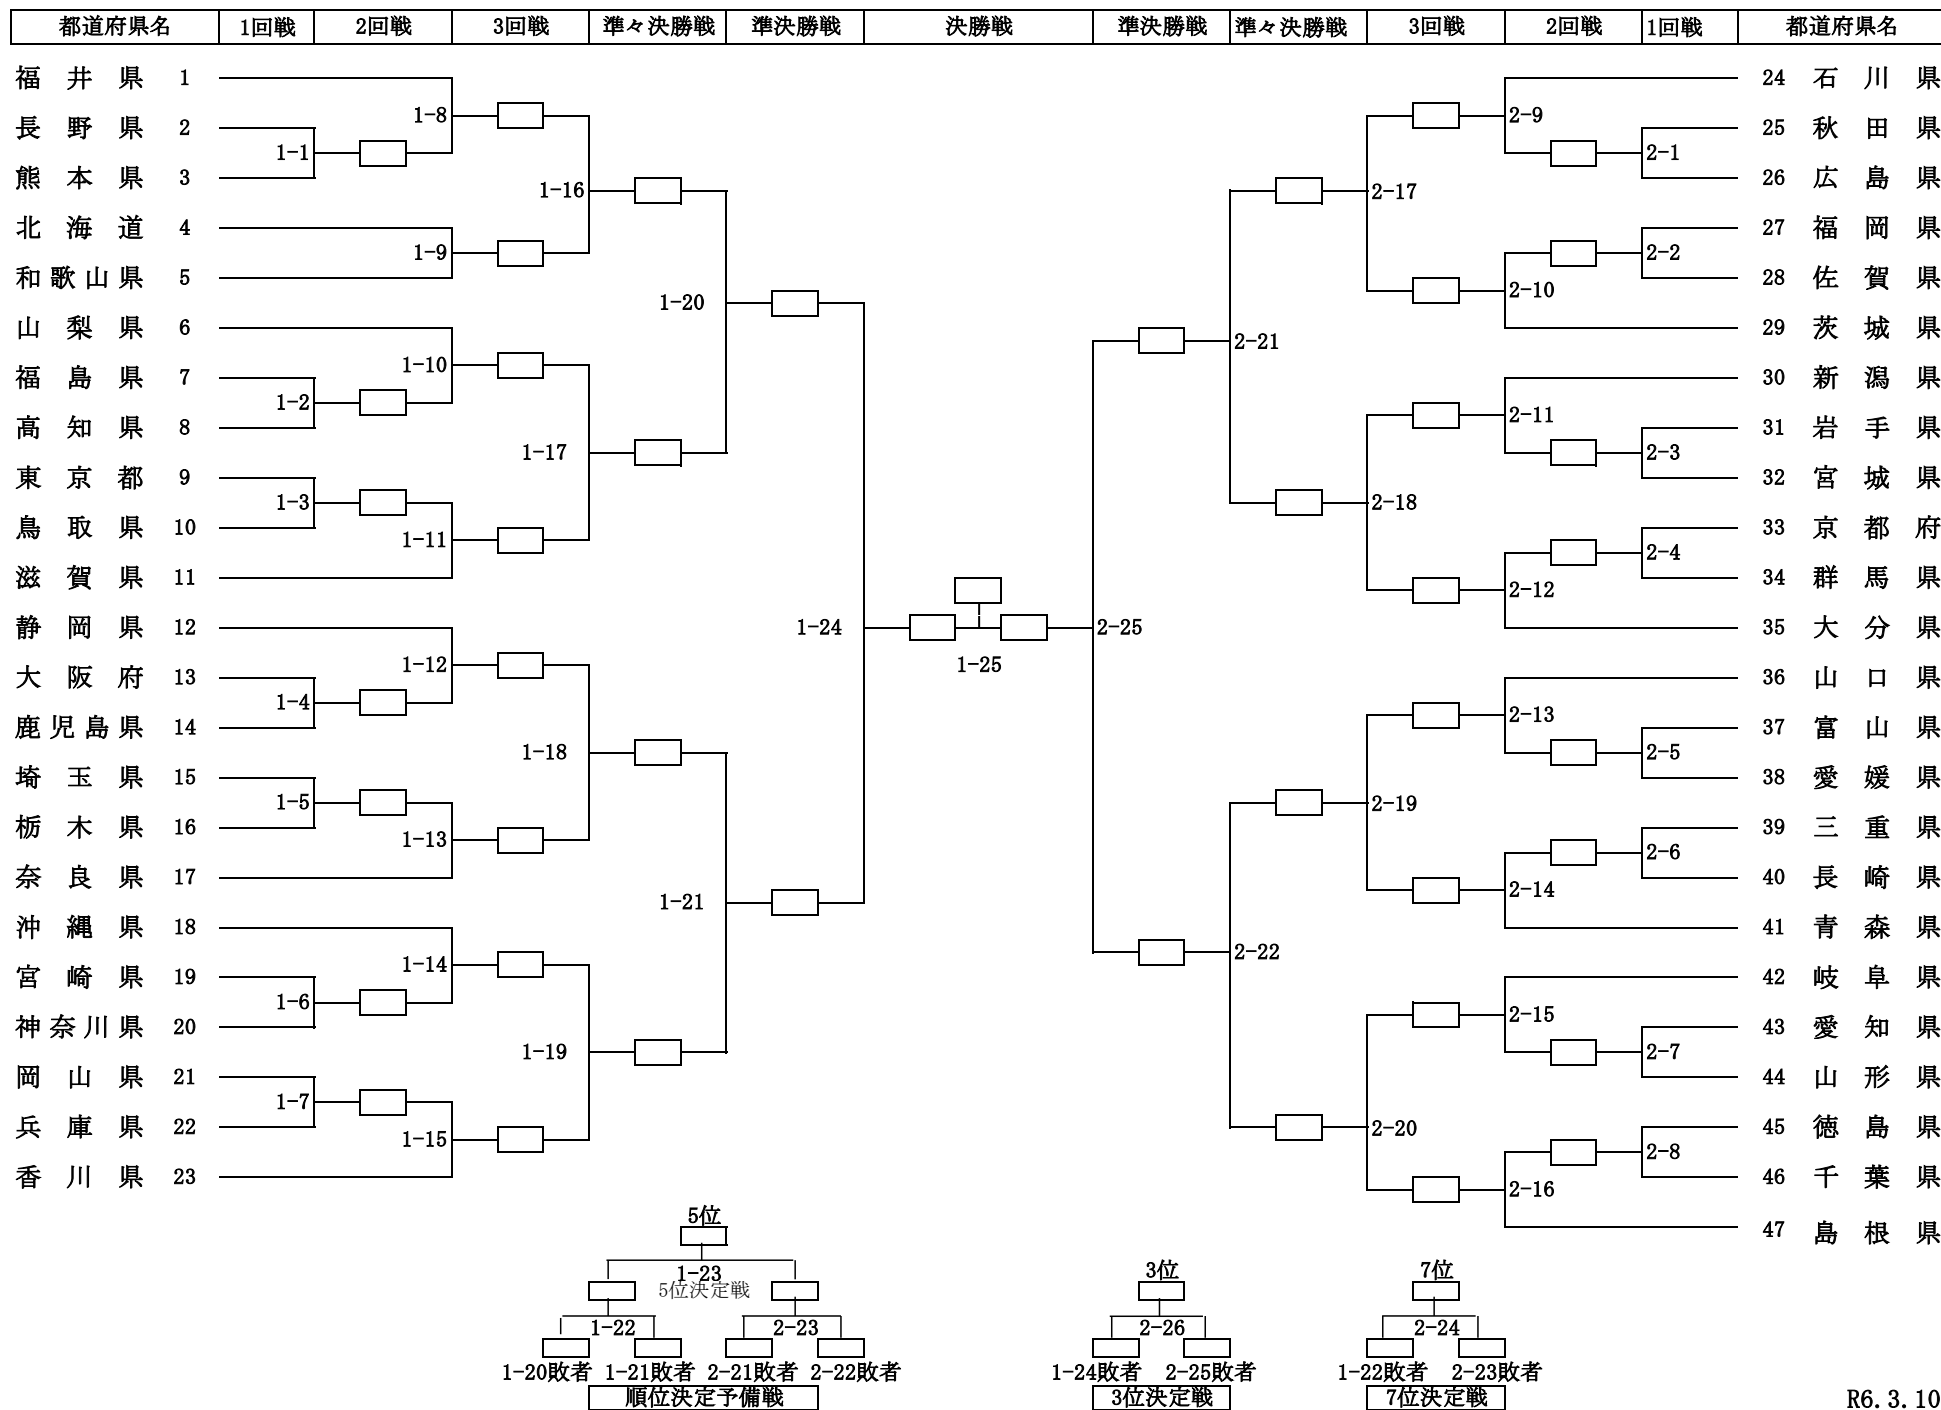 都道府県名 1回戦 2回戦 3回戦 準々決勝戦 準決勝戦 決勝戦 準決勝戦 準々決勝戦 3回戦 2回戦 1回戦 都道府県名
福井県 1 24 石川県
1-8 2-9
長野県 2 25 秋田県
1-1 2-1
熊本県 3 26 広島県
1-16 2-17
北海道 4 27 福岡県
1-9 2-2
和歌山県 5 28 佐賀県
2-10
1-20
山梨県 6 29 茨城県
2-21
1-10
福島県 7 30 新潟県
1-2 2-11
高知県 8 31 岩手県
1-17 2-3
東京都 9 32 宮城県
1-3 2-18
鳥取県 10 33 京都府
1-11 2-4
滋賀県 11 34 群馬県
2-12
静岡県 12 1-24 2-25 35 大分県
1-12 1-25
大阪府 13 36 山口県
1-4 2-13
鹿児島県 14 37 富山県
1-18 2-5
埼玉県 15 38 愛媛県
1-5 2-19
栃木県 16 39 三重県
1-13 2-6
奈良県 17 40 長崎県
2-14
1-21
沖縄県 18 41 青森県
2-22
1-14
宮崎県 19 42 岐阜県
1-6 2-15
神奈川県 20 43 愛知県
1-19 2-7
岡山県 21 44 山形県
1-7
兵庫県 22 2-20 45 徳島県
1-15 2-8
香川県 23 46 千葉県
2-16
5位 47 島根県
1-23 3位 7位
5位決定戦
1-22 2-23 2-26 2-24
1-20敗者 1-21敗者 2-21敗者 2-22敗者 1-24敗者 2-25敗者 1-22敗者 2-23敗者
順位決定予備戦 3位決定戦 7位決定戦 R6.3.10